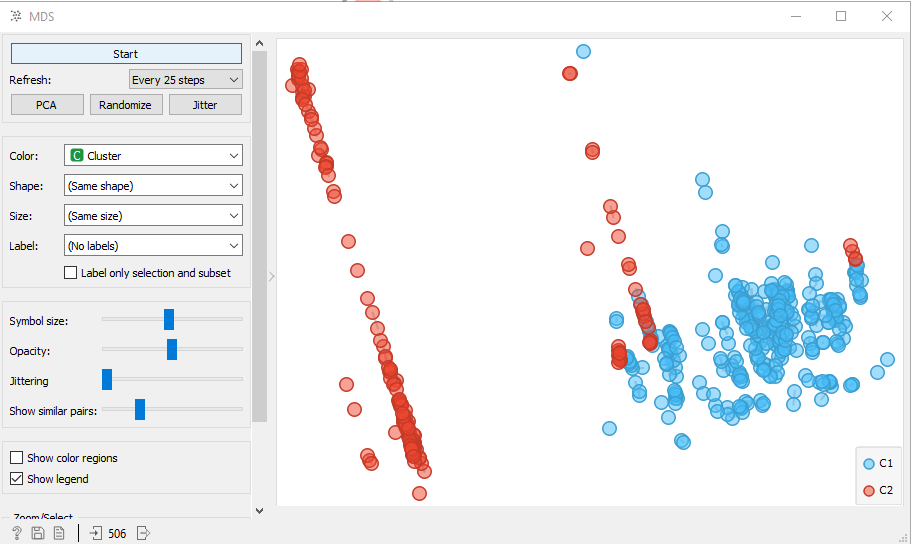 MDS
Start
Refresh: Every 25 steps
PCA Randomize Jitter
Color: C Cluster
Shape: (Same shape)
Size: (Same size)
Label: (No labels)
Label only selection and subset
Symbol size:
Opacity:
Jittering
Show similar pairs:
Show color regions
Show legend
Zoom/Select
? 506
C1
C2